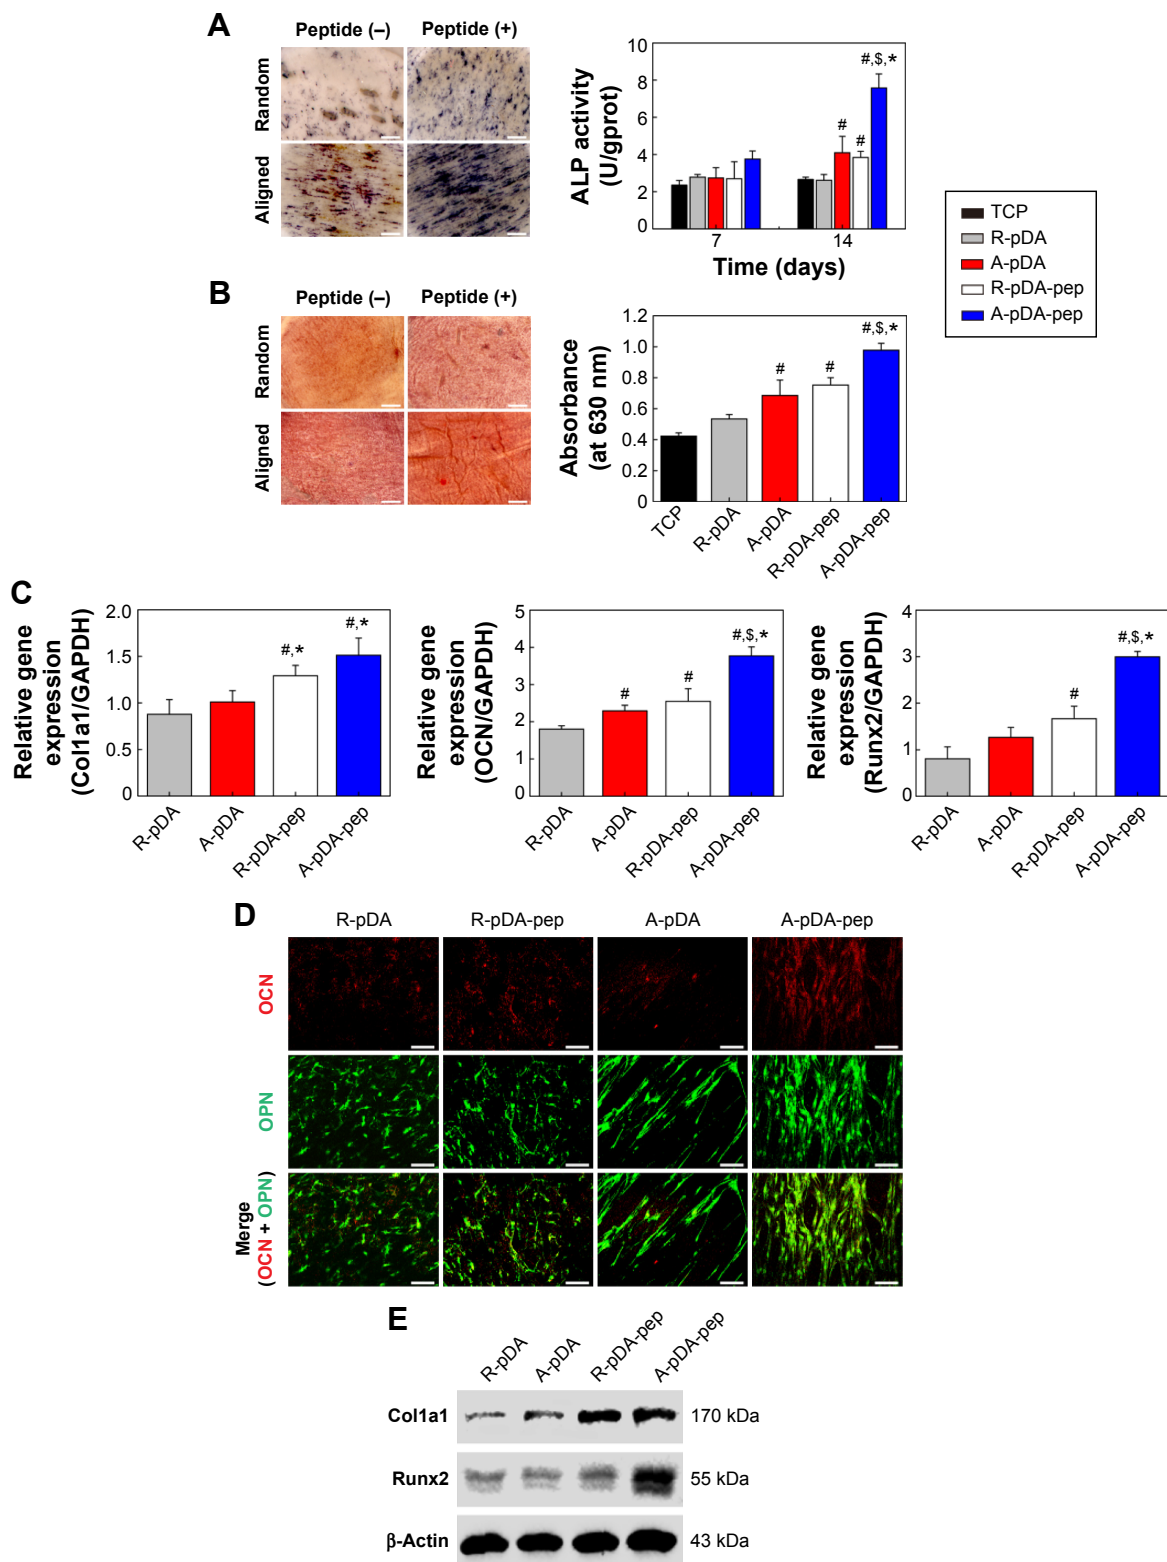 A
Peptide (–)
Peptide (+)
Random
Aligned
ALP activity
(U/gprot)
10
8
6
4
2
0
#
#
#,$,*
7
14
Time (days)
TCP
R-pDA
A-pDA
R-pDA-pep
A-pDA-pep
B
Peptide (–)
Peptide (+)
Random
Aligned
Absorbance
(at 630 nm)
1.2
1.0
0.8
0.6
0.4
0.2
0
#
#
#,$,*
TCP
R-pDA
A-pDA
R-pDA-pep
A-pDA-pep
C
Relative gene
expression
(Col1a1/GAPDH)
2.0
1.5
1.0
0.5
0
#,*
#,*
R-pDA
A-pDA
R-pDA-pep
A-pDA-pep
Relative gene
expression
(OCN/GAPDH)
5
4
3
2
1
0
#
#
#,$,*
R-pDA
A-pDA
R-pDA-pep
A-pDA-pep
Relative gene
expression
(Runx2/GAPDH)
4
3
2
1
0
#
#,$,*
R-pDA
A-pDA
R-pDA-pep
A-pDA-pep
D
R-pDA
R-pDA-pep
A-pDA
A-pDA-pep
OCN
OPN
Merge
(OCN + OPN)
E
R-pDA
A-pDA
R-pDA-pep
A-pDA-pep
Col1a1
170 kDa
Runx2
55 kDa
β-Actin
43 kDa